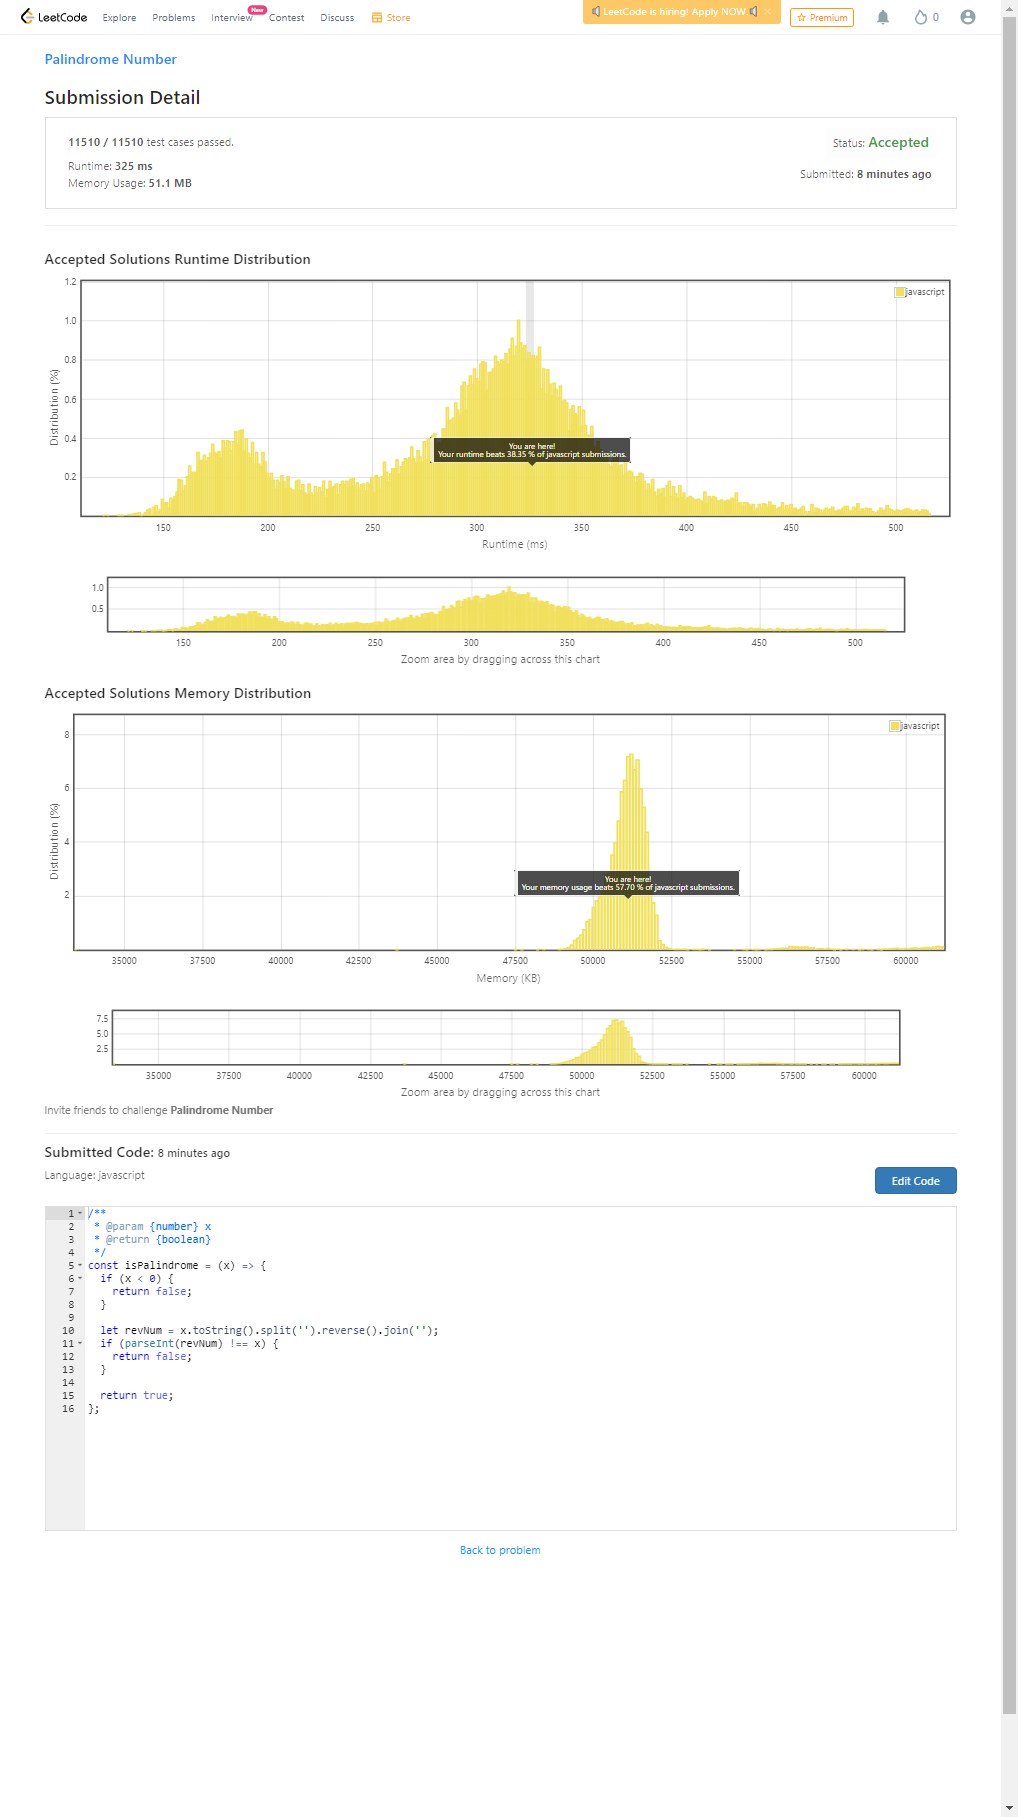 LeetCode Explore Problems Interview New Contest Discuss Store LeetCode is hiring! Apply NOW. × Premium 0
Palindrome Number
Submission Detail
11510 / 11510 test cases passed.
Status: Accepted
Runtime: 325 ms
Memory Usage: 51.1 MB
Submitted: 8 minutes ago
Accepted Solutions Runtime Distribution
1.2
1.0
0.8
0.6
0.4
0.2
Distribution (%)
javascript
You are here!
Your runtime beats 38.35 % of javascript submissions.
150 200 250 300 350 400 450 500
Runtime (ms)
1.0
0.5
150 200 250 300 350 400 450 500
Zoom area by dragging across this chart
Accepted Solutions Memory Distribution
8
6
4
2
Distribution (%)
javascript
You are here!
Your memory usage beats 57.70 % of javascript submissions.
35000 37500 40000 42500 45000 47500 50000 52500 55000 57500 60000
Memory (KB)
7.5
5.0
2.5
35000 37500 40000 42500 45000 47500 50000 52500 55000 57500 60000
Zoom area by dragging across this chart
Invite friends to challenge Palindrome Number
Submitted Code: 8 minutes ago
Language: javascript
Edit Code
1 /**
2  * @param {number} x
3  * @return {boolean}
4  */
5 const isPalindrome = (x) => {
6   if (x < 0) {
7     return false;
8   }
9
10   let revNum = x.toString().split('').reverse().join('');
11   if (parseInt(revNum) !== x) {
12     return false;
13   }
14
15   return true;
16 };
Back to problem